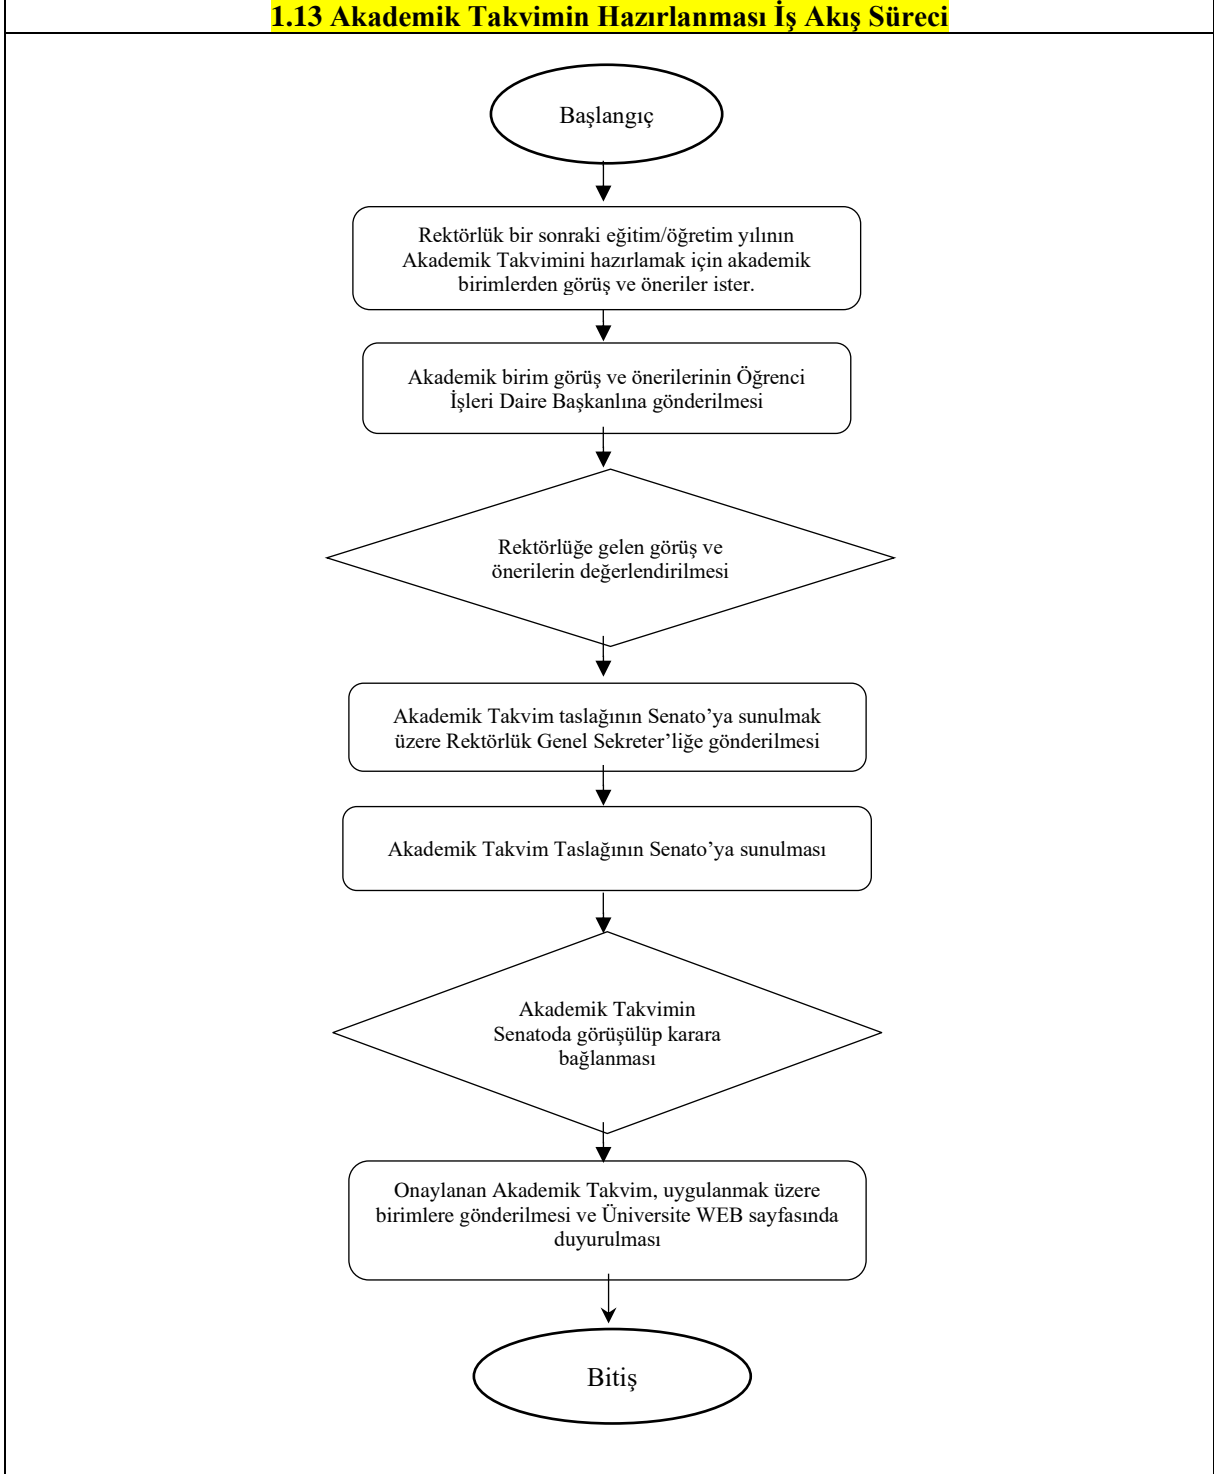 1.13 Akademik Takvimin Hazırlanması İş Akış Süreci
Başlangıç
Rektörlük bir sonraki eğitim/öğretim yılının
Akademik Takvimini hazırlamak için akademik
birimlerden görüş ve öneriler ister.
Akademik birim görüş ve önerilerinin Öğrenci
İşleri Daire Başkanlına gönderilmesi
Rektörlüğe gelen görüş ve
önerilerin değerlendirilmesi
Akademik Takvim taslağının Senato’ya sunulmak
üzere Rektörlük Genel Sekreter’liğe gönderilmesi
Akademik Takvim Taslağının Senato’ya sunulması
Akademik Takvimin
Senatoda görüşülüp karara
bağlanması
Onaylanan Akademik Takvim, uygulanmak üzere
birimlere gönderilmesi ve Üniversite WEB sayfasında
duyurulması
Bitiş